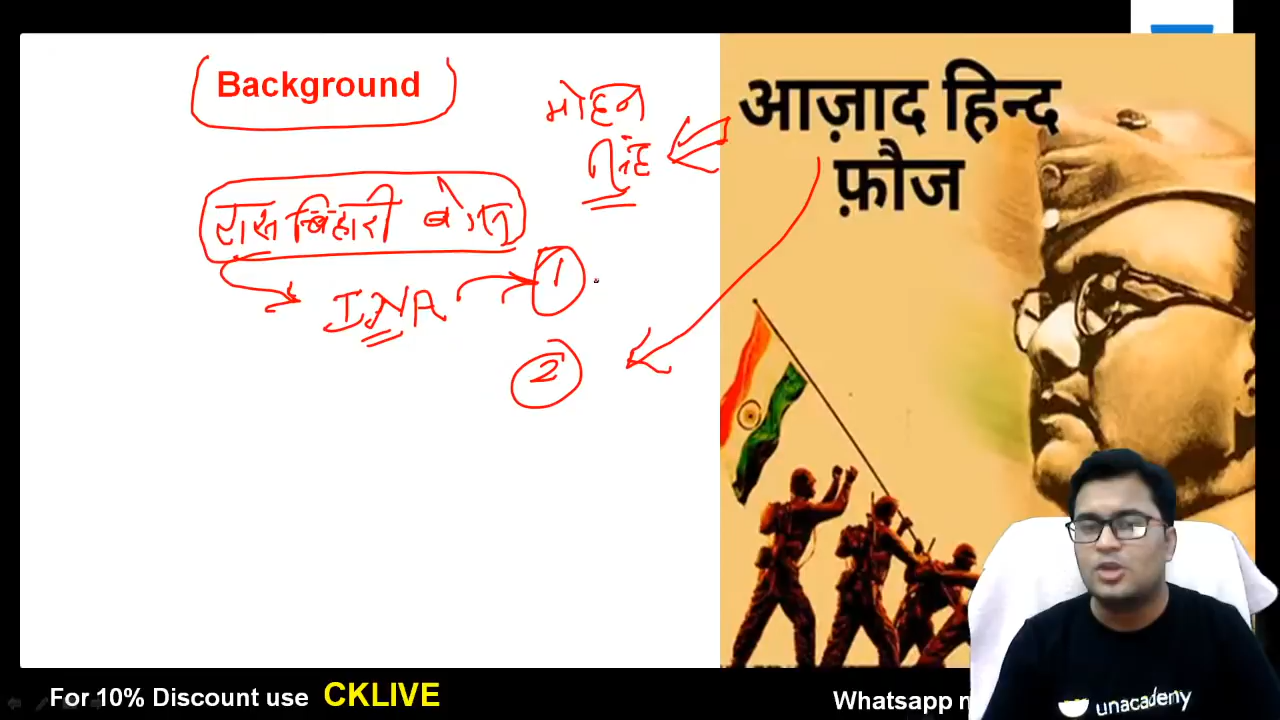 Background
मोहन
सिंह
रास बिहारी बोस
INA
1
2
आज़ाद हिन्द
फ़ौज
For 10% Discount use CKLIVE
Whatsapp n
unacademy